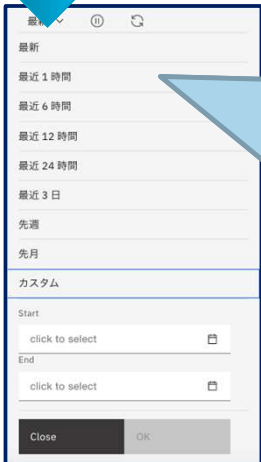 最新
最新
最近 1 時間
最近 6 時間
最近 12 時間
最近 24 時間
最近 3 日
先週
先月
カスタム
Start
click to select
End
click to select
Close
OK